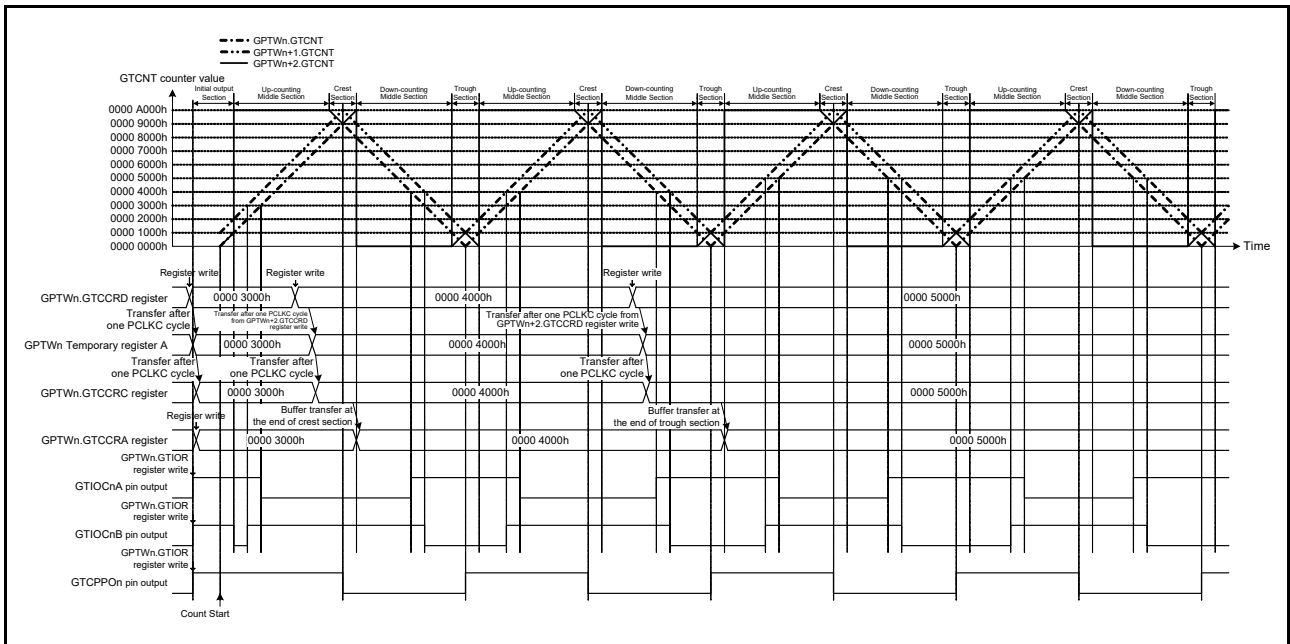 GPTWn.GTCNT
GPTWn+1.GTCNT
GPTWn+2.GTCNT
GTCNT counter value
Initial output Section
Up-counting Middle Section
Crest Section
Down-counting Middle Section
Trough Section
Up-counting Middle Section
Crest Section
Down-counting Middle Section
Trough Section
Up-counting Middle Section
Crest Section
Down-counting Middle Section
Trough Section
Up-counting Middle Section
Crest Section
Down-counting Middle Section
Trough Section
0000 A000h
0000 9000h
0000 8000h
0000 7000h
0000 6000h
0000 5000h
0000 4000h
0000 3000h
0000 2000h
0000 1000h
0000 0000h
Time
Register write
Register write
Register write
GPTWn.GTCCRD register
0000 3000h
0000 4000h
0000 5000h
Transfer after one PCLKC cycle
Transfer after one PCLKC cycle from GPTWn+2.GTCCRD register write
Transfer after one PCLKC cycle from GPTWn+2.GTCCRD register write
GPTWn Temporary register A
0000 3000h
0000 4000h
0000 5000h
Transfer after one PCLKC cycle
Transfer after one PCLKC cycle
Transfer after one PCLKC cycle
GPTWn.GTCCRC register
0000 3000h
0000 4000h
0000 5000h
Register write
Buffer transfer at the end of crest section
Buffer transfer at the end of trough section
GPTWn.GTCCRA register
0000 3000h
0000 4000h
0000 5000h
GPTWn.GTIOR register write
GTIOCnA pin output
GPTWn.GTIOR register write
GTIOCnB pin output
GPTWn.GTIOR register write
GTCPPOn pin output
Count Start